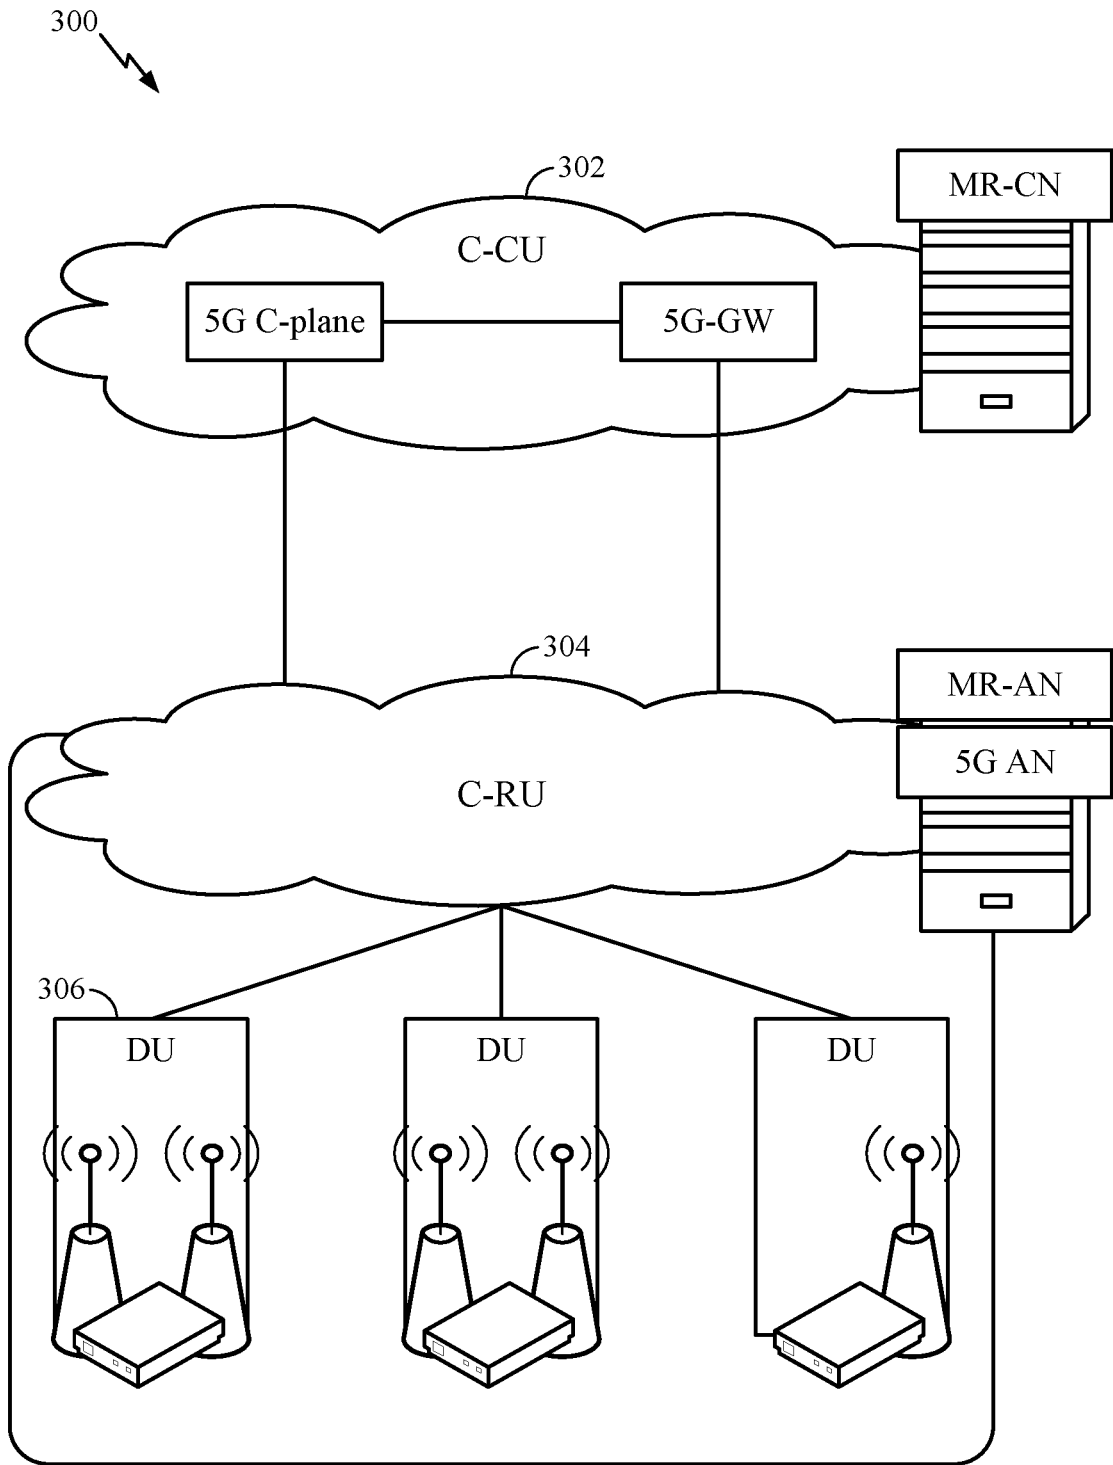 300
302
MR-CN
C-CU
5G C-plane
5G-GW
304
MR-AN
5G AN
C-RU
306
DU
DU
DU